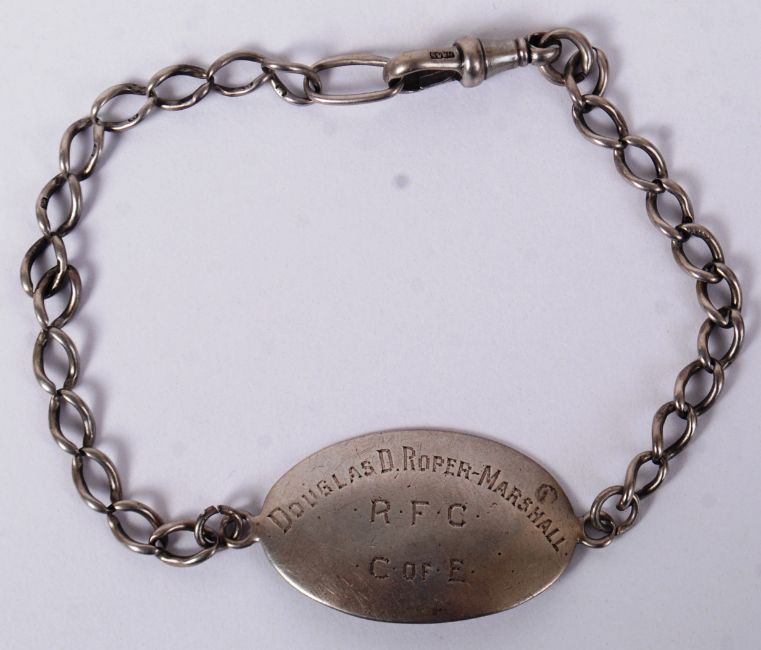 DOUGLAS D. ROPER-MARSHALL.
· R · F · C ·
· C OF E ·